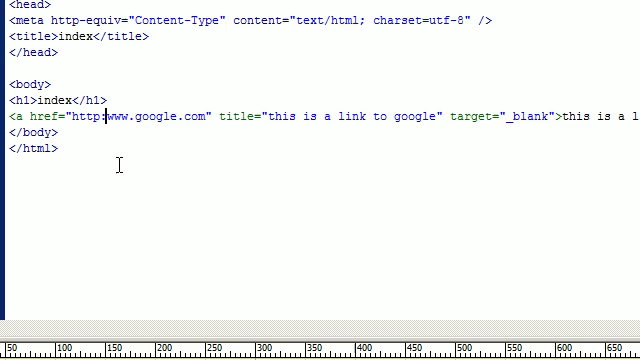 <head>
<meta http-equiv="Content-Type" content="text/html; charset=utf-8" />
<title>index</title>
</head>
<body>
<h1>index</h1>
<a href="http:www.google.com" title="this is a link to google" target="_blank">this is a l
</body>
</html>
50 100 150 200 250 300 350 400 450 500 550 600 650